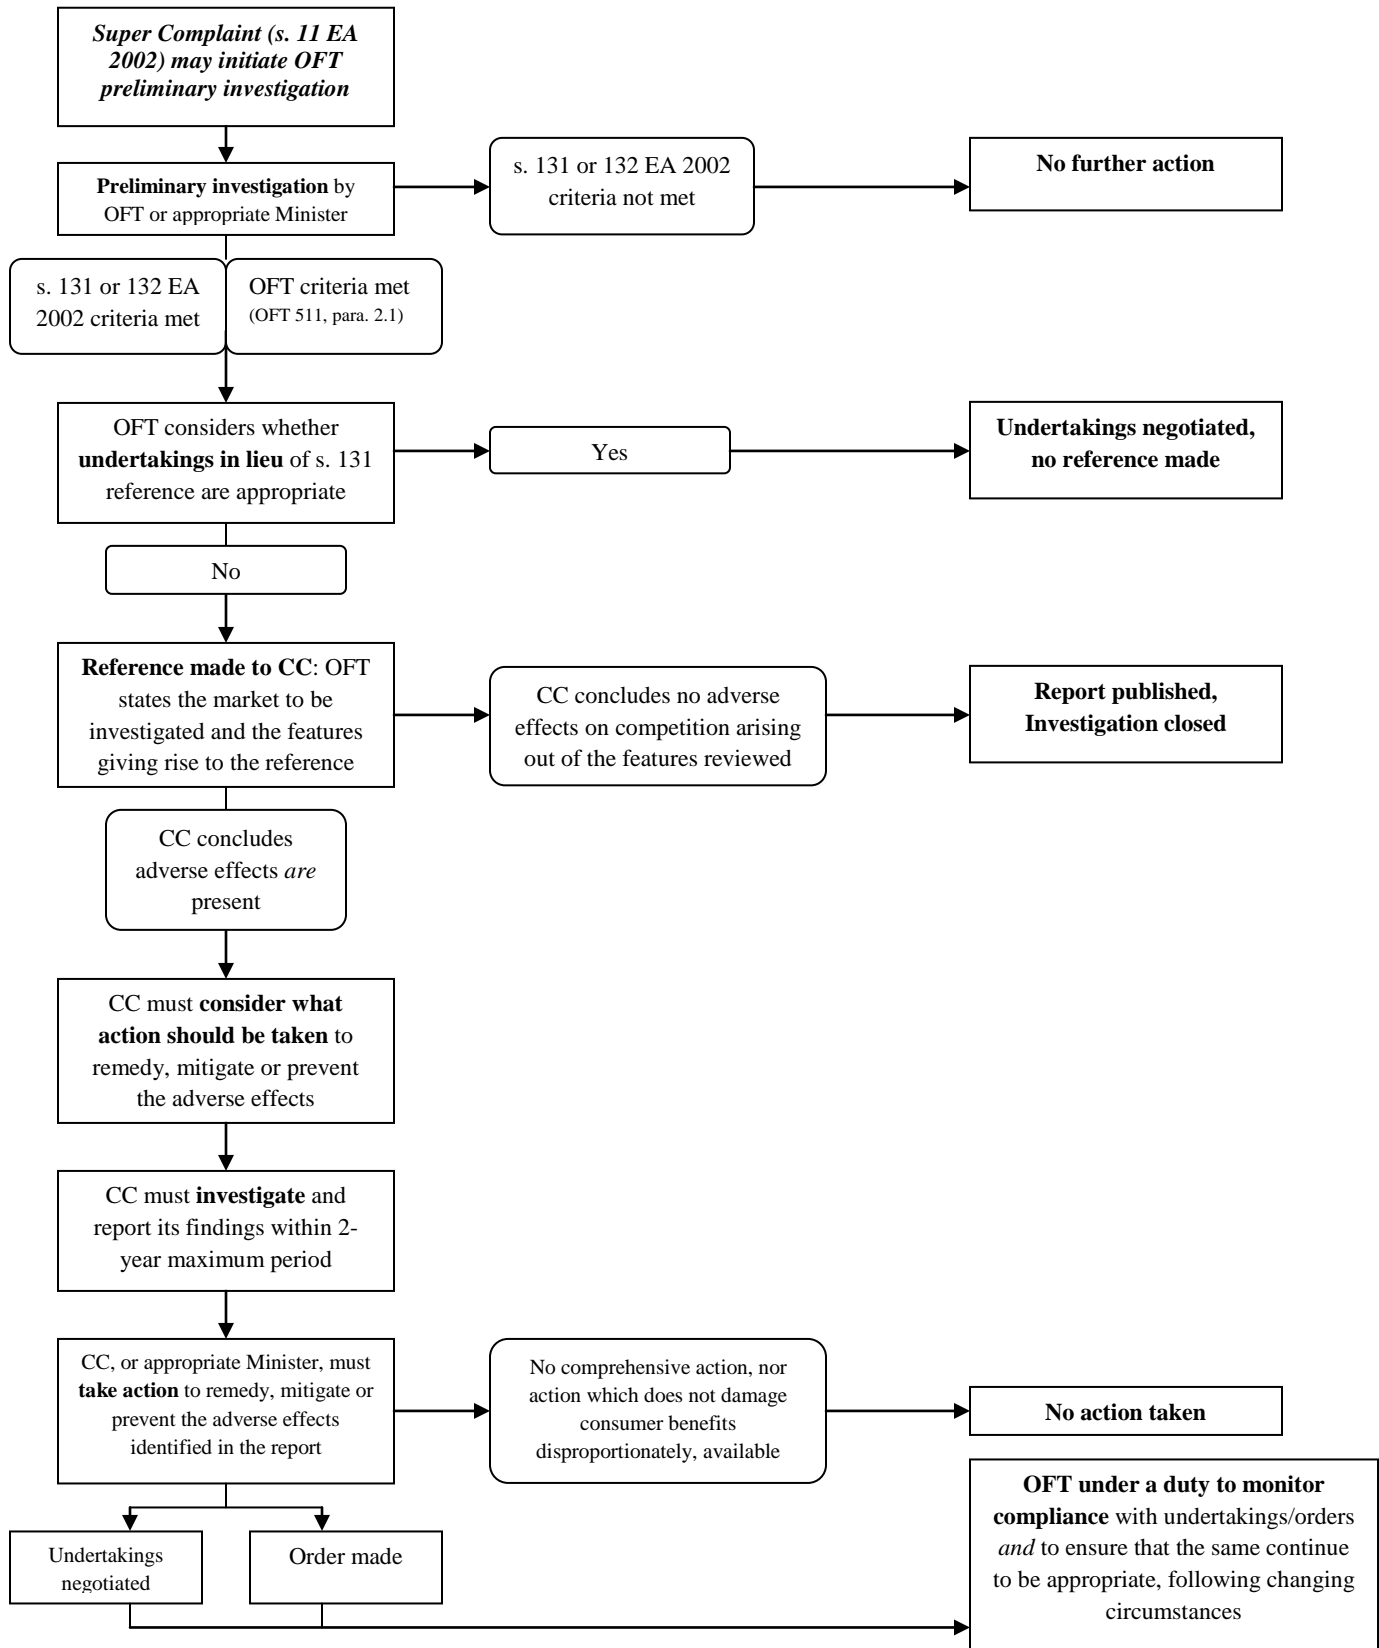 Super Complaint (s. 11 EA
2002) may initiate OFT
preliminary investigation
Preliminary investigation by
OFT or appropriate Minister
s. 131 or 132 EA 2002
criteria not met
No further action
s. 131 or 132 EA
2002 criteria met
OFT criteria met
(OFT 511, para. 2.1)
OFT considers whether
undertakings in lieu of s. 131
reference are appropriate
Yes
Undertakings negotiated,
no reference made
No
Reference made to CC: OFT
states the market to be
investigated and the features
giving rise to the reference
CC concludes no adverse
effects on competition arising
out of the features reviewed
Report published,
Investigation closed
CC concludes
adverse effects are
present
CC must consider what
action should be taken to
remedy, mitigate or prevent
the adverse effects
CC must investigate and
report its findings within 2-
year maximum period
CC, or appropriate Minister, must
take action to remedy, mitigate or
prevent the adverse effects
identified in the report
No comprehensive action, nor
action which does not damage
consumer benefits
disproportionately, available
No action taken
Undertakings
negotiated
Order made
OFT under a duty to monitor
compliance with undertakings/orders
and to ensure that the same continue
to be appropriate, following changing
circumstances